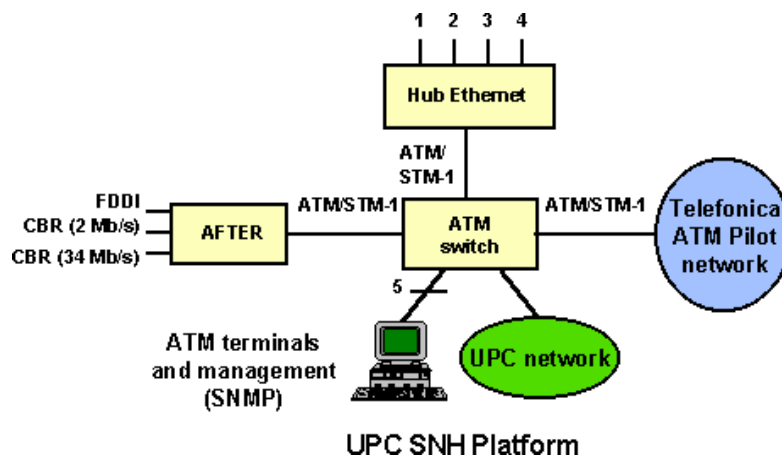 1 2 3 4
Hub Ethernet
ATM/
STM-1
FDDI
CBR (2 Mb/s)
CBR (34 Mb/s)
AFTER
ATM/STM-1
ATM
switch
ATM/STM-1
Telefonica
ATM Pilot
network
5
ATM terminals
and management
(SNMP)
UPC network
UPC SNH Platform